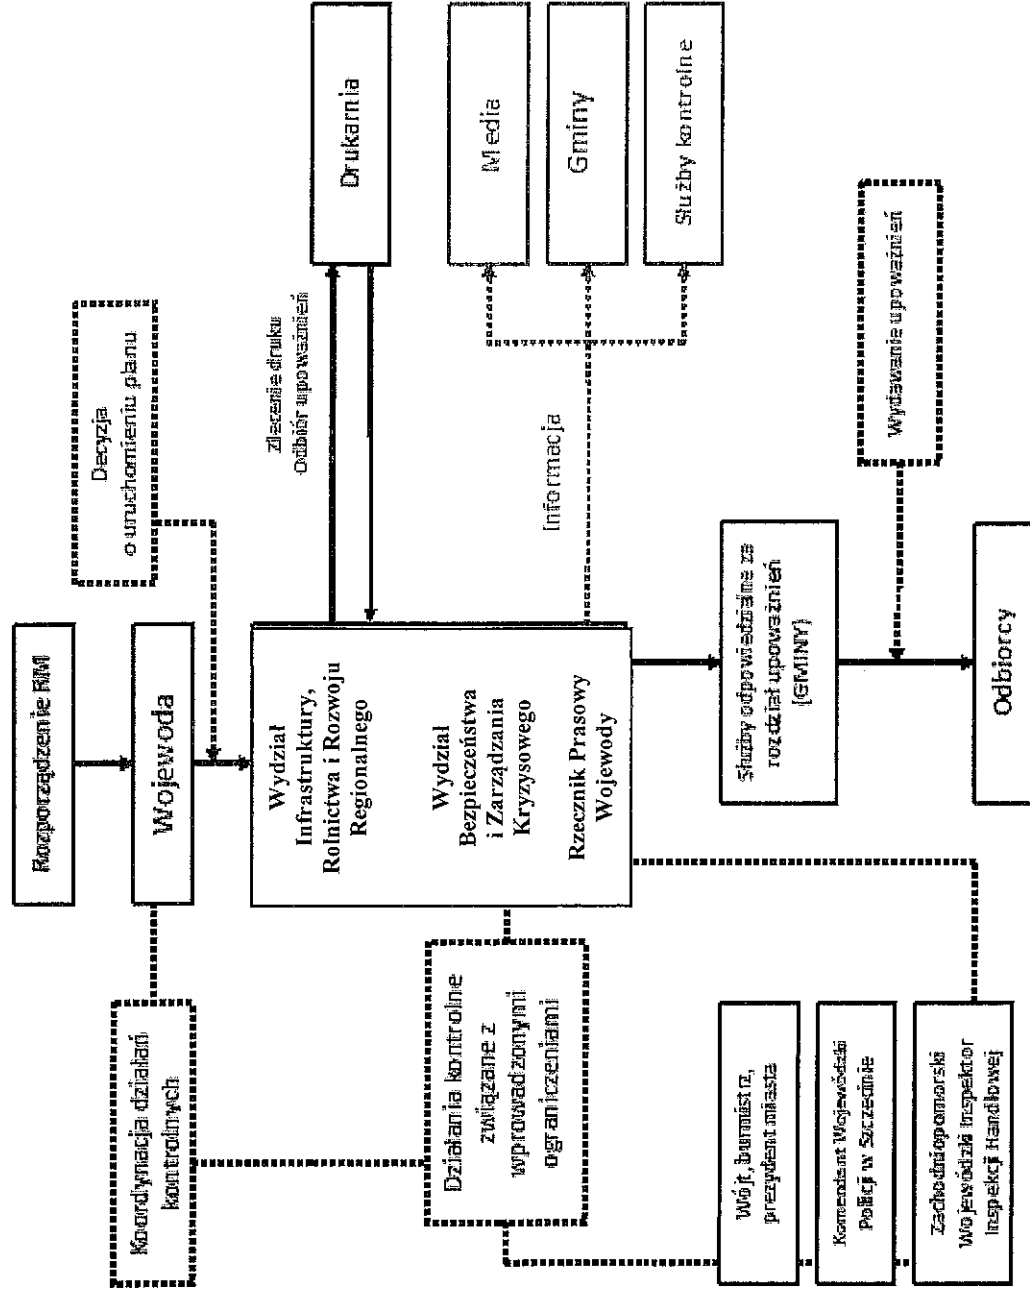 Rozporządzenie RM
Wojewoda
Decyzja
o uruchomieniu planu
Koordynacja działań
kontrolnych
Wydział
Infrastruktury,
Rolnictwa i Rozwoju
Regionalnego
Wydział
Bezpieczeństwa
i Zarządzania
Kryzysowego
Rzecznik Prasowy
Wojewody
Zlecenie druku
Odbiór upoważnień
Drukarnia
Informacja
Media
Gminy
Służby kontrolne
Działania kontrolne
związane z
wprowadzonymi
ograniczeniami
Służby odpowiedzialne za
rozdział upoważnień
(GMINY)
Wydawanie upoważnień
Odbiorcy
Wójt, burmistrz,
prezydent miasta
Komendant Wojewódzki
Policji w Szczecinie
Zachodniopomorski
Wojewódzki Inspektor
Inspekcji Handlowej